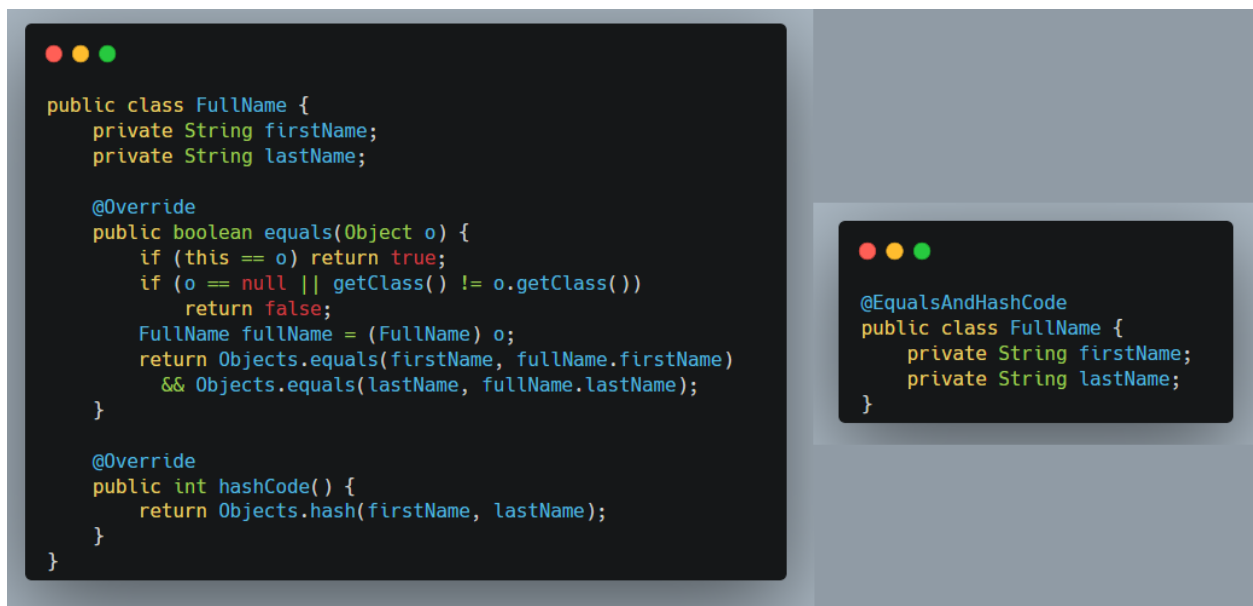 public class FullName {
    private String firstName;
    private String lastName;
    @Override
    public boolean equals(Object o) {
        if (this == o) return true;
        if (o == null || getClass() != o.getClass())
            return false;
        FullName fullName = (FullName) o;
        return Objects.equals(firstName, fullName.firstName)
          && Objects.equals(lastName, fullName.lastName);
    }
    @Override
    public int hashCode() {
        return Objects.hash(firstName, lastName);
    }
}
@EqualsAndHashCode
public class FullName {
    private String firstName;
    private String lastName;
}